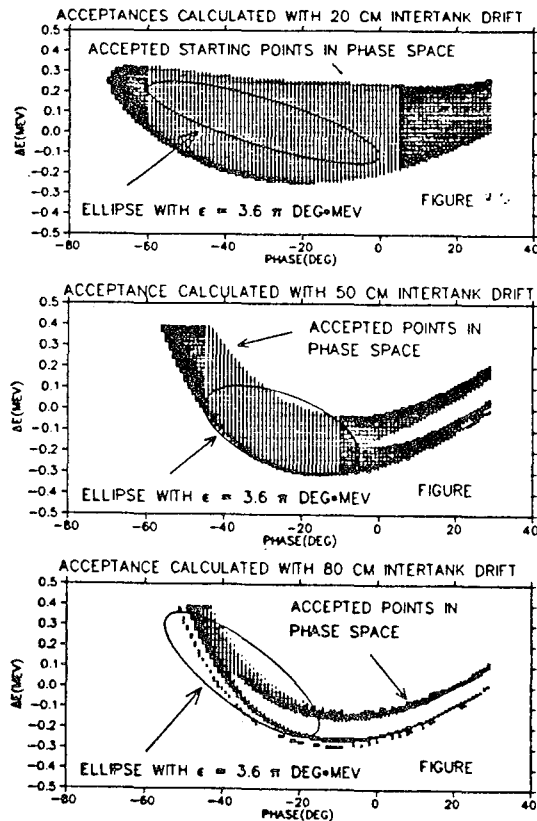 ACCEPTANCES CALCULATED WITH 20 CM INTERTANK DRIFT
0.5
0.4
0.3
0.2
0.1
0.0
−0.1
−0.2
−0.3
−0.4
−0.5
ΔE(MEV)
ACCEPTED STARTING POINTS IN PHASE SPACE
ELLIPSE WITH ϵ = 3.6 π DEG•MEV
FIGURE
−80 −60 −40 −20 0 20 40
PHASE(DEG)
ACCEPTANCE CALCULATED WITH 50 CM INTERTANK DRIFT
0.5
0.4
0.3
0.2
0.1
0.0
−0.1
−0.2
−0.3
−0.4
−0.5
ΔE(MEV)
ACCEPTED POINTS IN
PHASE SPACE
ELLIPSE WITH ϵ = 3.6 π DEG•MEV
FIGURE
−80 −60 −40 −20 0 20 40
PHASE(DEG)
ACCEPTANCE CALCULATED WITH 80 CM INTERTANK DRIFT
0.5
0.4
0.3
0.2
0.1
0.0
−0.1
−0.2
−0.3
−0.4
−0.5
ΔE(MEV)
ACCEPTED POINTS IN
PHASE SPACE
ELLIPSE WITH ϵ = 3.6 π DEG•MEV
FIGURE
−80 −60 −40 −20 0 20 40
PHASE(DEG)